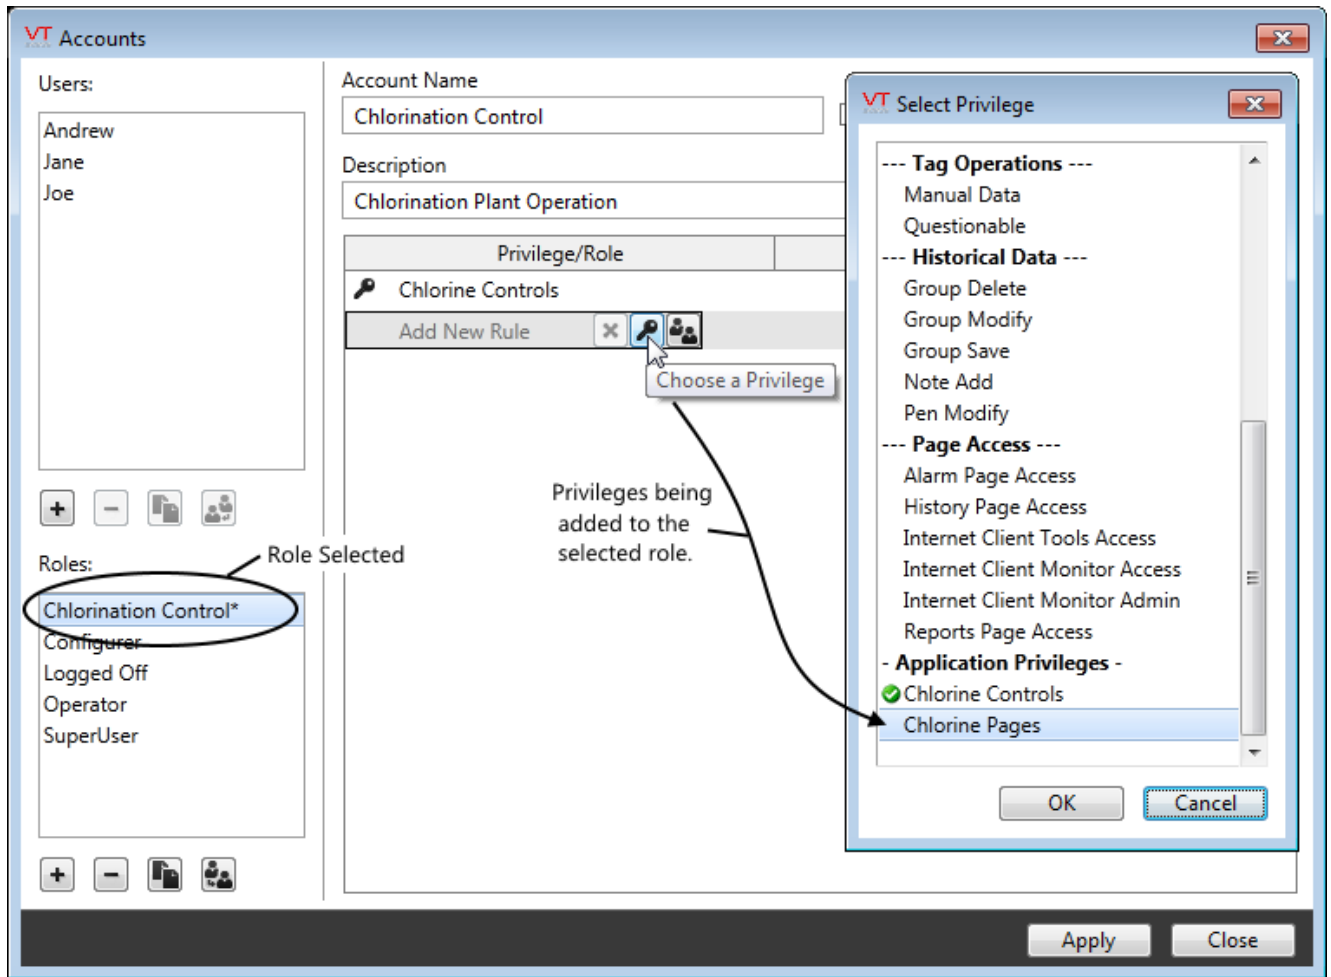 VT Accounts
Users:
Andrew
Jane
Joe
Roles:
Role Selected
Chlorination Control*
Configurer
Logged Off
Operator
SuperUser
Account Name
Chlorination Control
Description
Chlorination Plant Operation
Privilege/Role
Chlorine Controls
Add New Rule
Choose a Privilege
Privileges being
added to the
selected role.
VT Select Privilege
--- Tag Operations ---
Manual Data
Questionable
--- Historical Data ---
Group Delete
Group Modify
Group Save
Note Add
Pen Modify
--- Page Access ---
Alarm Page Access
History Page Access
Internet Client Tools Access
Internet Client Monitor Access
Internet Client Monitor Admin
Reports Page Access
- Application Privileges -
Chlorine Controls
Chlorine Pages
OK
Cancel
Apply
Close